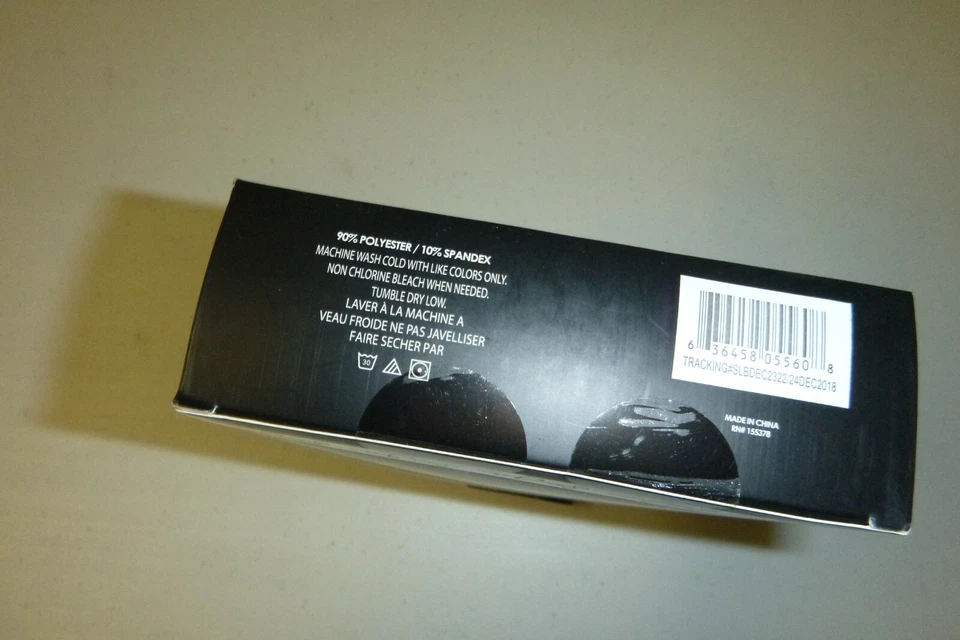 90% POLYESTER / 10% SPANDEX
MACHINE WASH COLD WITH LIKE COLORS ONLY.
NON CHLORINE BLEACH WHEN NEEDED.
TUMBLE DRY LOW.
LAVER À LA MACHINE A
VEAU FROIDE NE PAS JAVELLISER
FAIRE SECHER PAR
30
6 36458 05560 8
TRACKING#SLBDEC2322/24DEC2018
MADE IN CHINA
RN# 155378